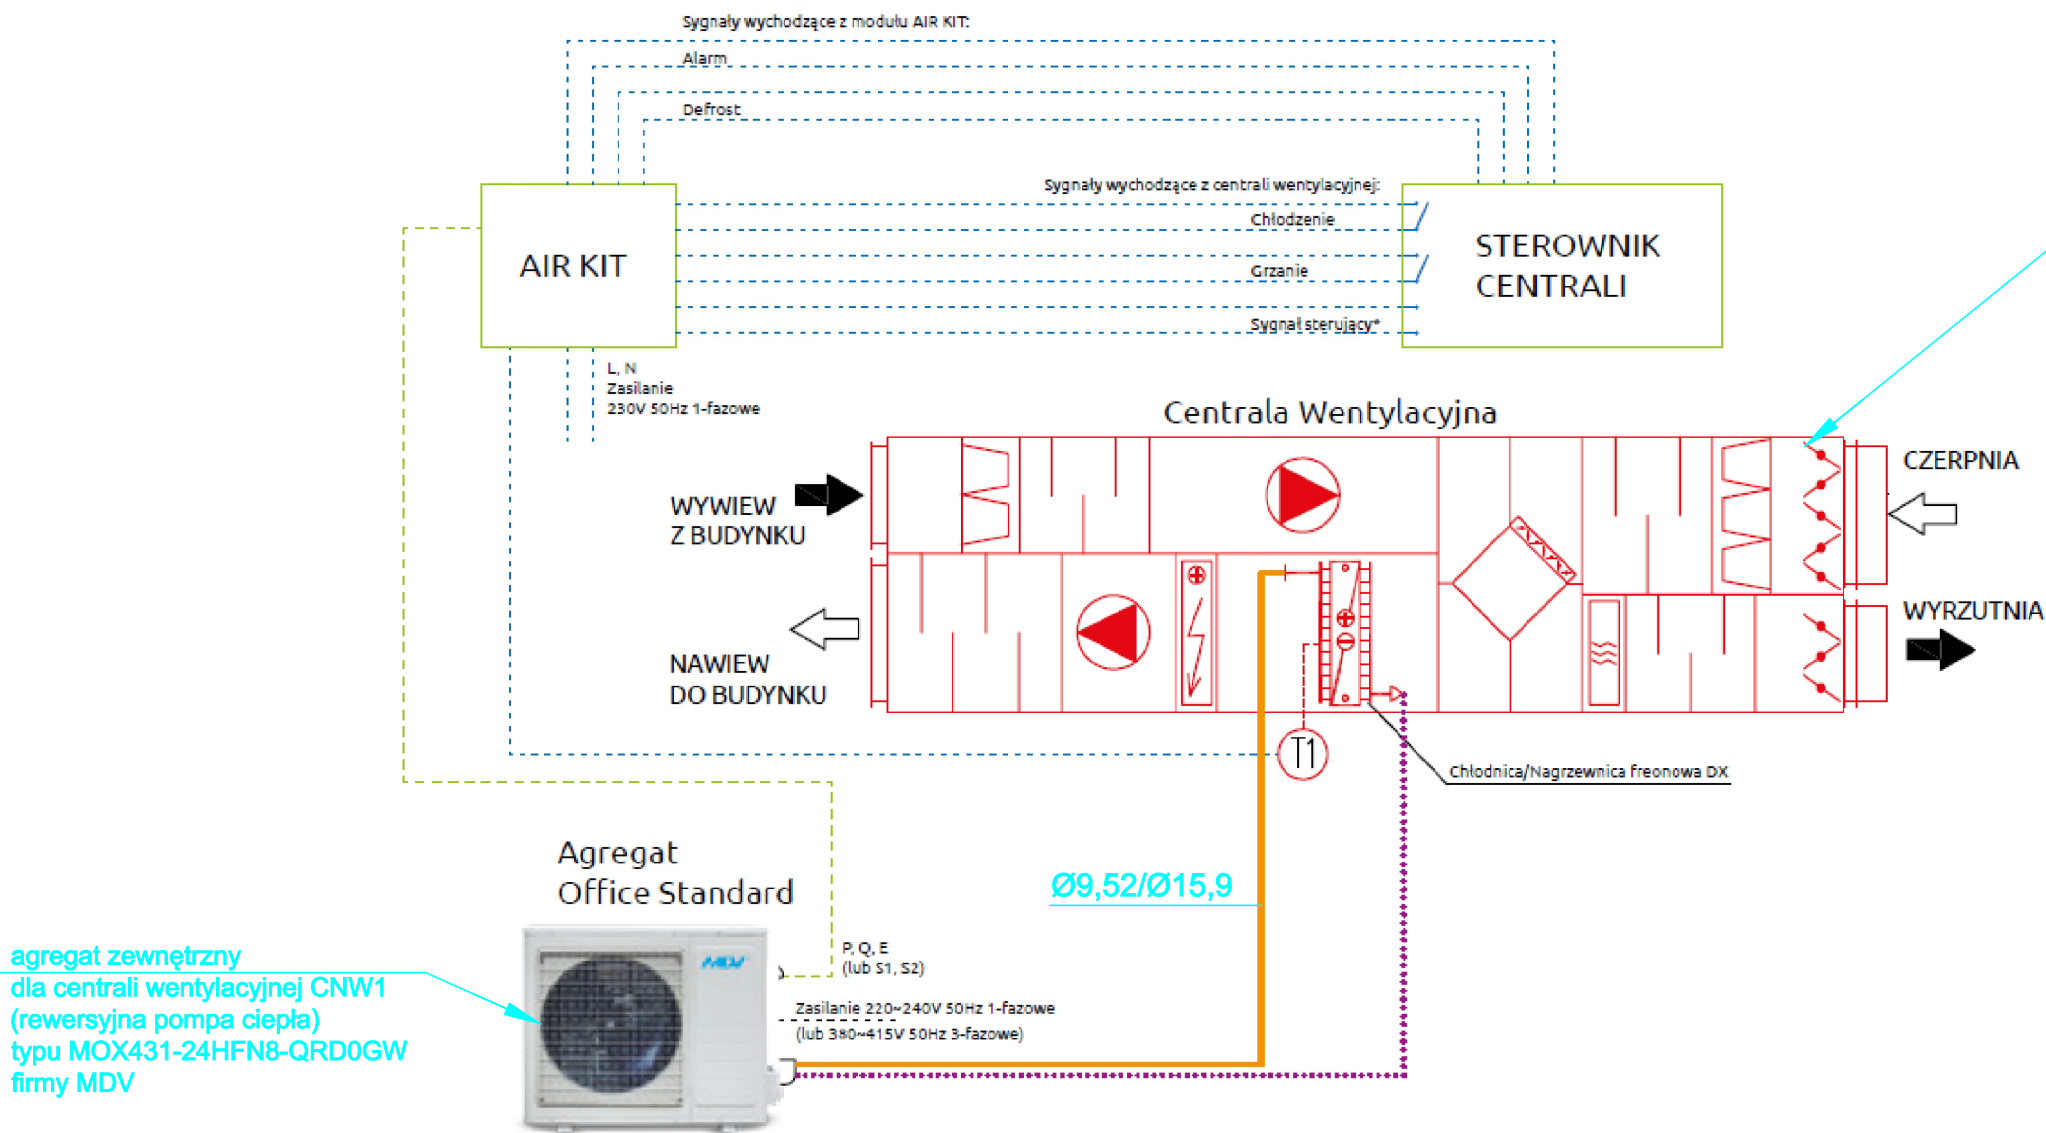 Sygnały wychodzące z modułu AIR KIT:
Alarm
Defrost
Sygnały wychodzące z centrali wentylacyjnej:
Chłodzenie
Grzanie
Sygnał sterujący*
AIR KIT
STEROWNIK
CENTRALI
L, N
Zasilanie
230V 50Hz 1-fazowe
Centrala Wentylacyjna
WYWIEW
Z BUDYNKU
CZERPNIA
NAWIEW
DO BUDYNKU
WYRZUTNIA
T1
Chłodnica/Nagrzewnica freonowa DX
Agregat
Office Standard
Ø9,52/Ø15,9
MDV
P, Q, E
(lub S1, S2)
Zasilanie 220~240V 50Hz 1-fazowe
(lub 380~415V 50Hz 3-fazowe)
agregat zewnętrzny
dla centrali wentylacyjnej CNW1
(rewersyjna pompa ciepła)
typu MOX431-24HFN8-QRD0GW
firmy MDV